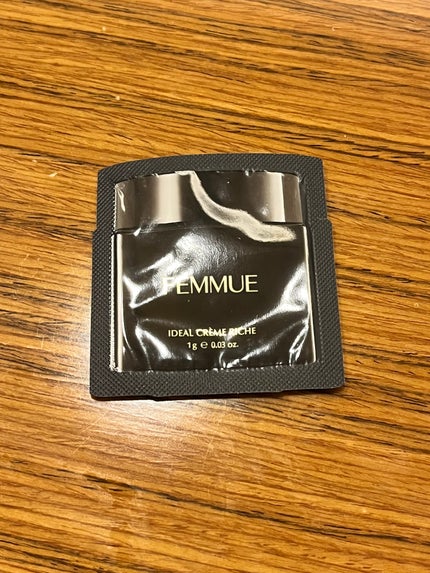 FEMMUE
IDEAL CRÈME RICHE
1g ℮ 0.03 oz.